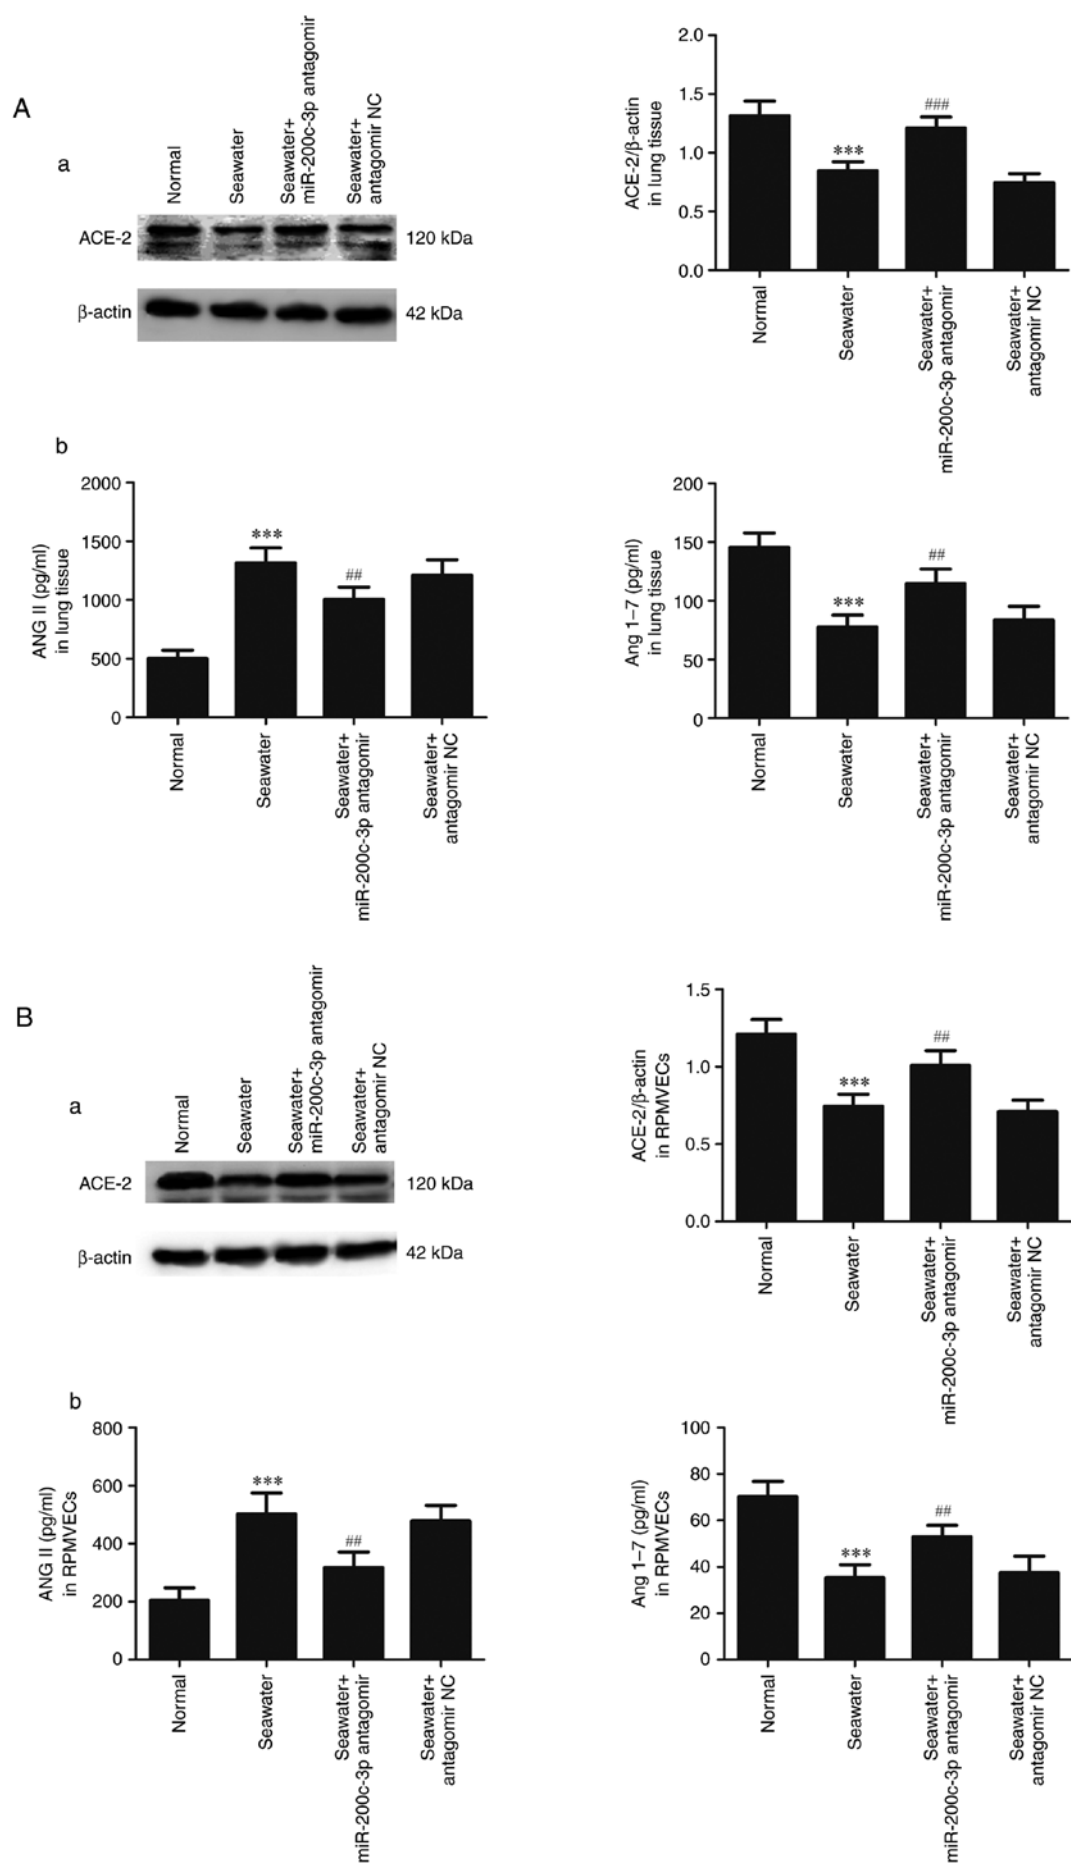 A
a
Normal
Seawater
Seawater+
miR-200c-3p antagomir
Seawater+
antagomir NC
ACE-2
120 kDa
β-actin
42 kDa
ACE-2/β-actin
in lung tissue
2.0
1.5
1.0
0.5
0.0
***
###
Normal
Seawater
Seawater+
miR-200c-3p antagomir
Seawater+
antagomir NC
b
ANG II (pg/ml)
in lung tissue
2000
1500
1000
500
0
***
##
Normal
Seawater
Seawater+
miR-200c-3p antagomir
Seawater+
antagomir NC
Ang 1–7 (pg/ml)
in lung tissue
200
150
100
50
0
***
##
Normal
Seawater
Seawater+
miR-200c-3p antagomir
Seawater+
antagomir NC
B
a
Normal
Seawater
Seawater+
miR-200c-3p antagomir
Seawater+
antagomir NC
ACE-2
120 kDa
β-actin
42 kDa
ACE-2/β-actin
in RPMVECs
1.5
1.0
0.5
0.0
***
##
Normal
Seawater
Seawater+
miR-200c-3p antagomir
Seawater+
antagomir NC
b
ANG II (pg/ml)
in RPMVECs
800
600
400
200
0
***
##
Normal
Seawater
Seawater+
miR-200c-3p antagomir
Seawater+
antagomir NC
Ang 1–7 (pg/ml)
in RPMVECs
100
80
60
40
20
0
***
##
Normal
Seawater
Seawater+
miR-200c-3p antagomir
Seawater+
antagomir NC